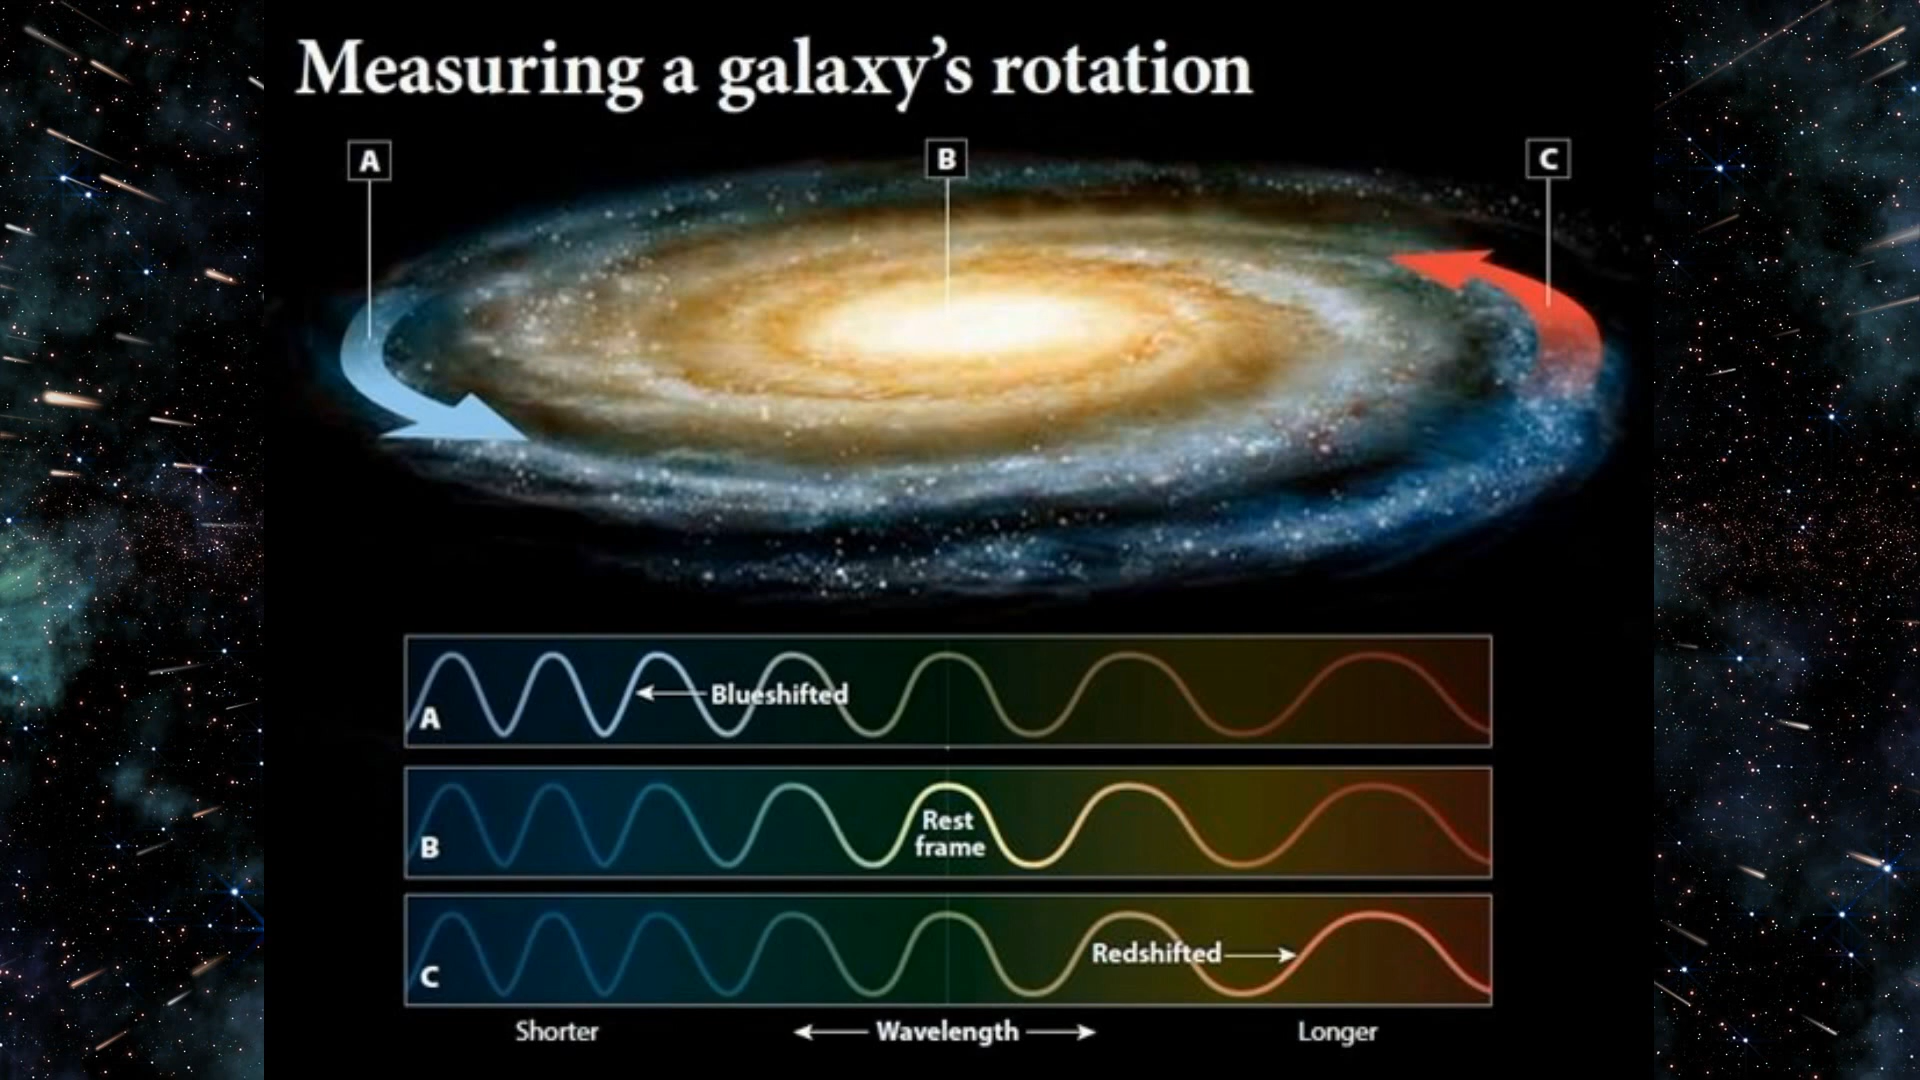 Measuring a galaxy's rotation
A
B
C
A
Blueshifted
B
Rest
frame
C
Redshifted
Shorter
Wavelength
Longer